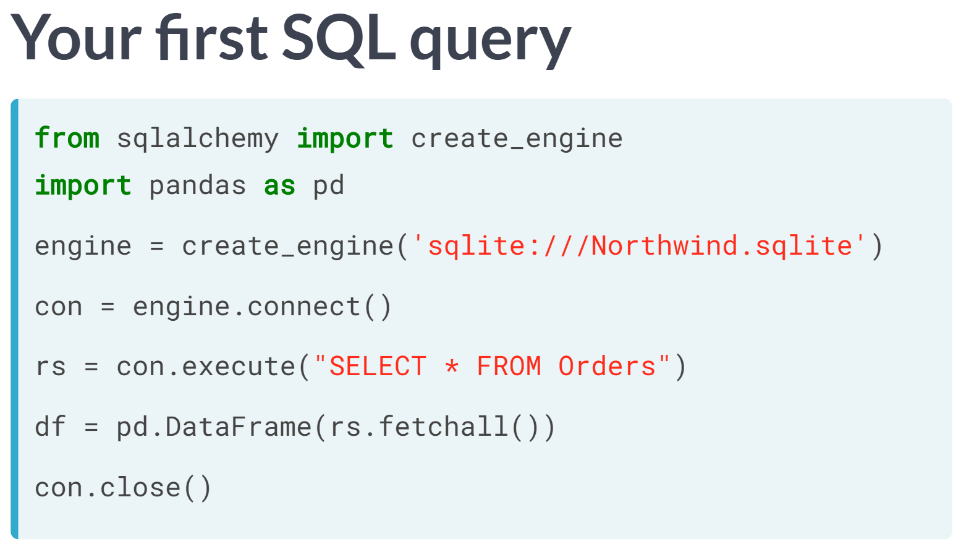 Your first SQL query
from sqlalchemy import create_engine
import pandas as pd
engine = create_engine('sqlite:///Northwind.sqlite')
con = engine.connect()
rs = con.execute("SELECT * FROM Orders")
df = pd.DataFrame(rs.fetchall())
con.close()